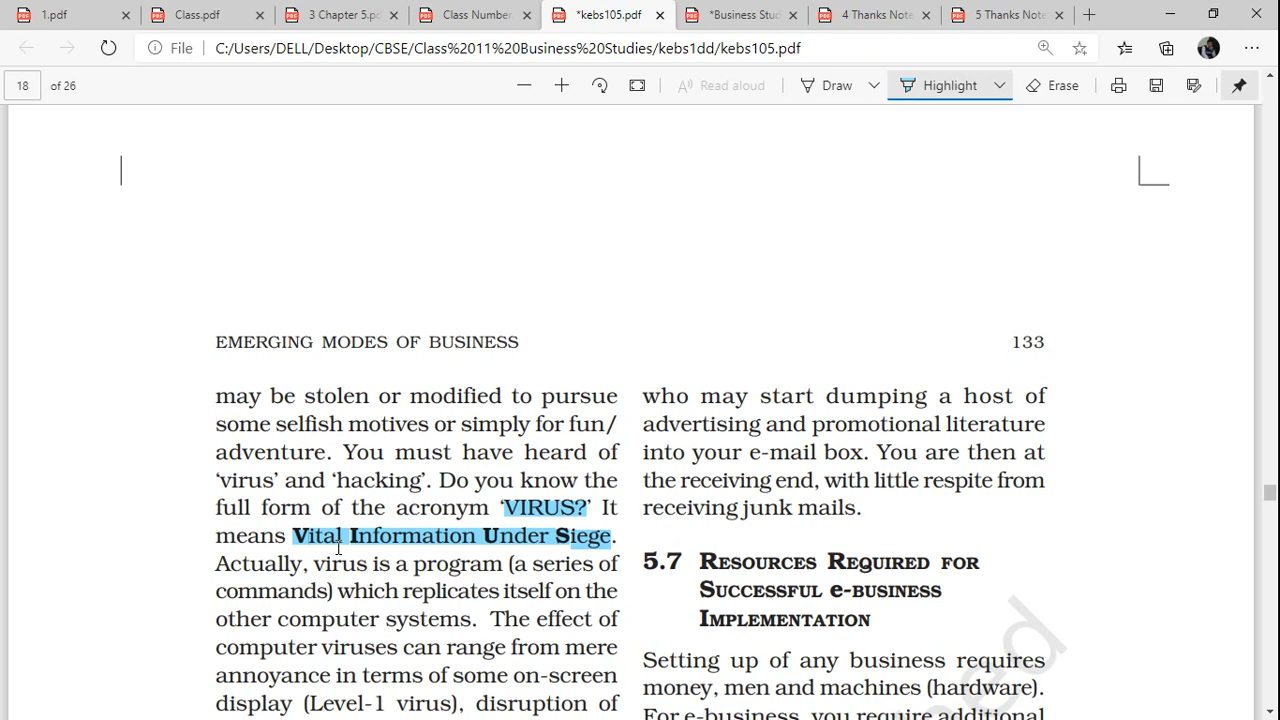 1.pdf
Class.pdf
3 Chapter 5.pd
Class Number.
*kebs105.pdf
*Business Stud
4 Thanks Note
5 Thanks Note
File
C:/Users/DELL/Desktop/CBSE/Class%2011%20Business%20Studies/kebs1dd/kebs105.pdf
18 of 26
Read aloud
Draw
Highlight
Erase
EMERGING MODES OF BUSINESS
133
may be stolen or modified to pursue
some selfish motives or simply for fun/
adventure. You must have heard of
‘virus’ and ‘hacking’. Do you know the
full form of the acronym ‘VIRUS?’ It
means Vital Information Under Siege.
Actually, virus is a program (a series of
commands) which replicates itself on the
other computer systems. The effect of
computer viruses can range from mere
annoyance in terms of some on-screen
display (Level-1 virus), disruption of
who may start dumping a host of
advertising and promotional literature
into your e-mail box. You are then at
the receiving end, with little respite from
receiving junk mails.
5.7 RESOURCES REQUIRED FOR
SUCCESSFUL e-BUSINESS
IMPLEMENTATION
Setting up of any business requires
money, men and machines (hardware).
For e-business, you require additional